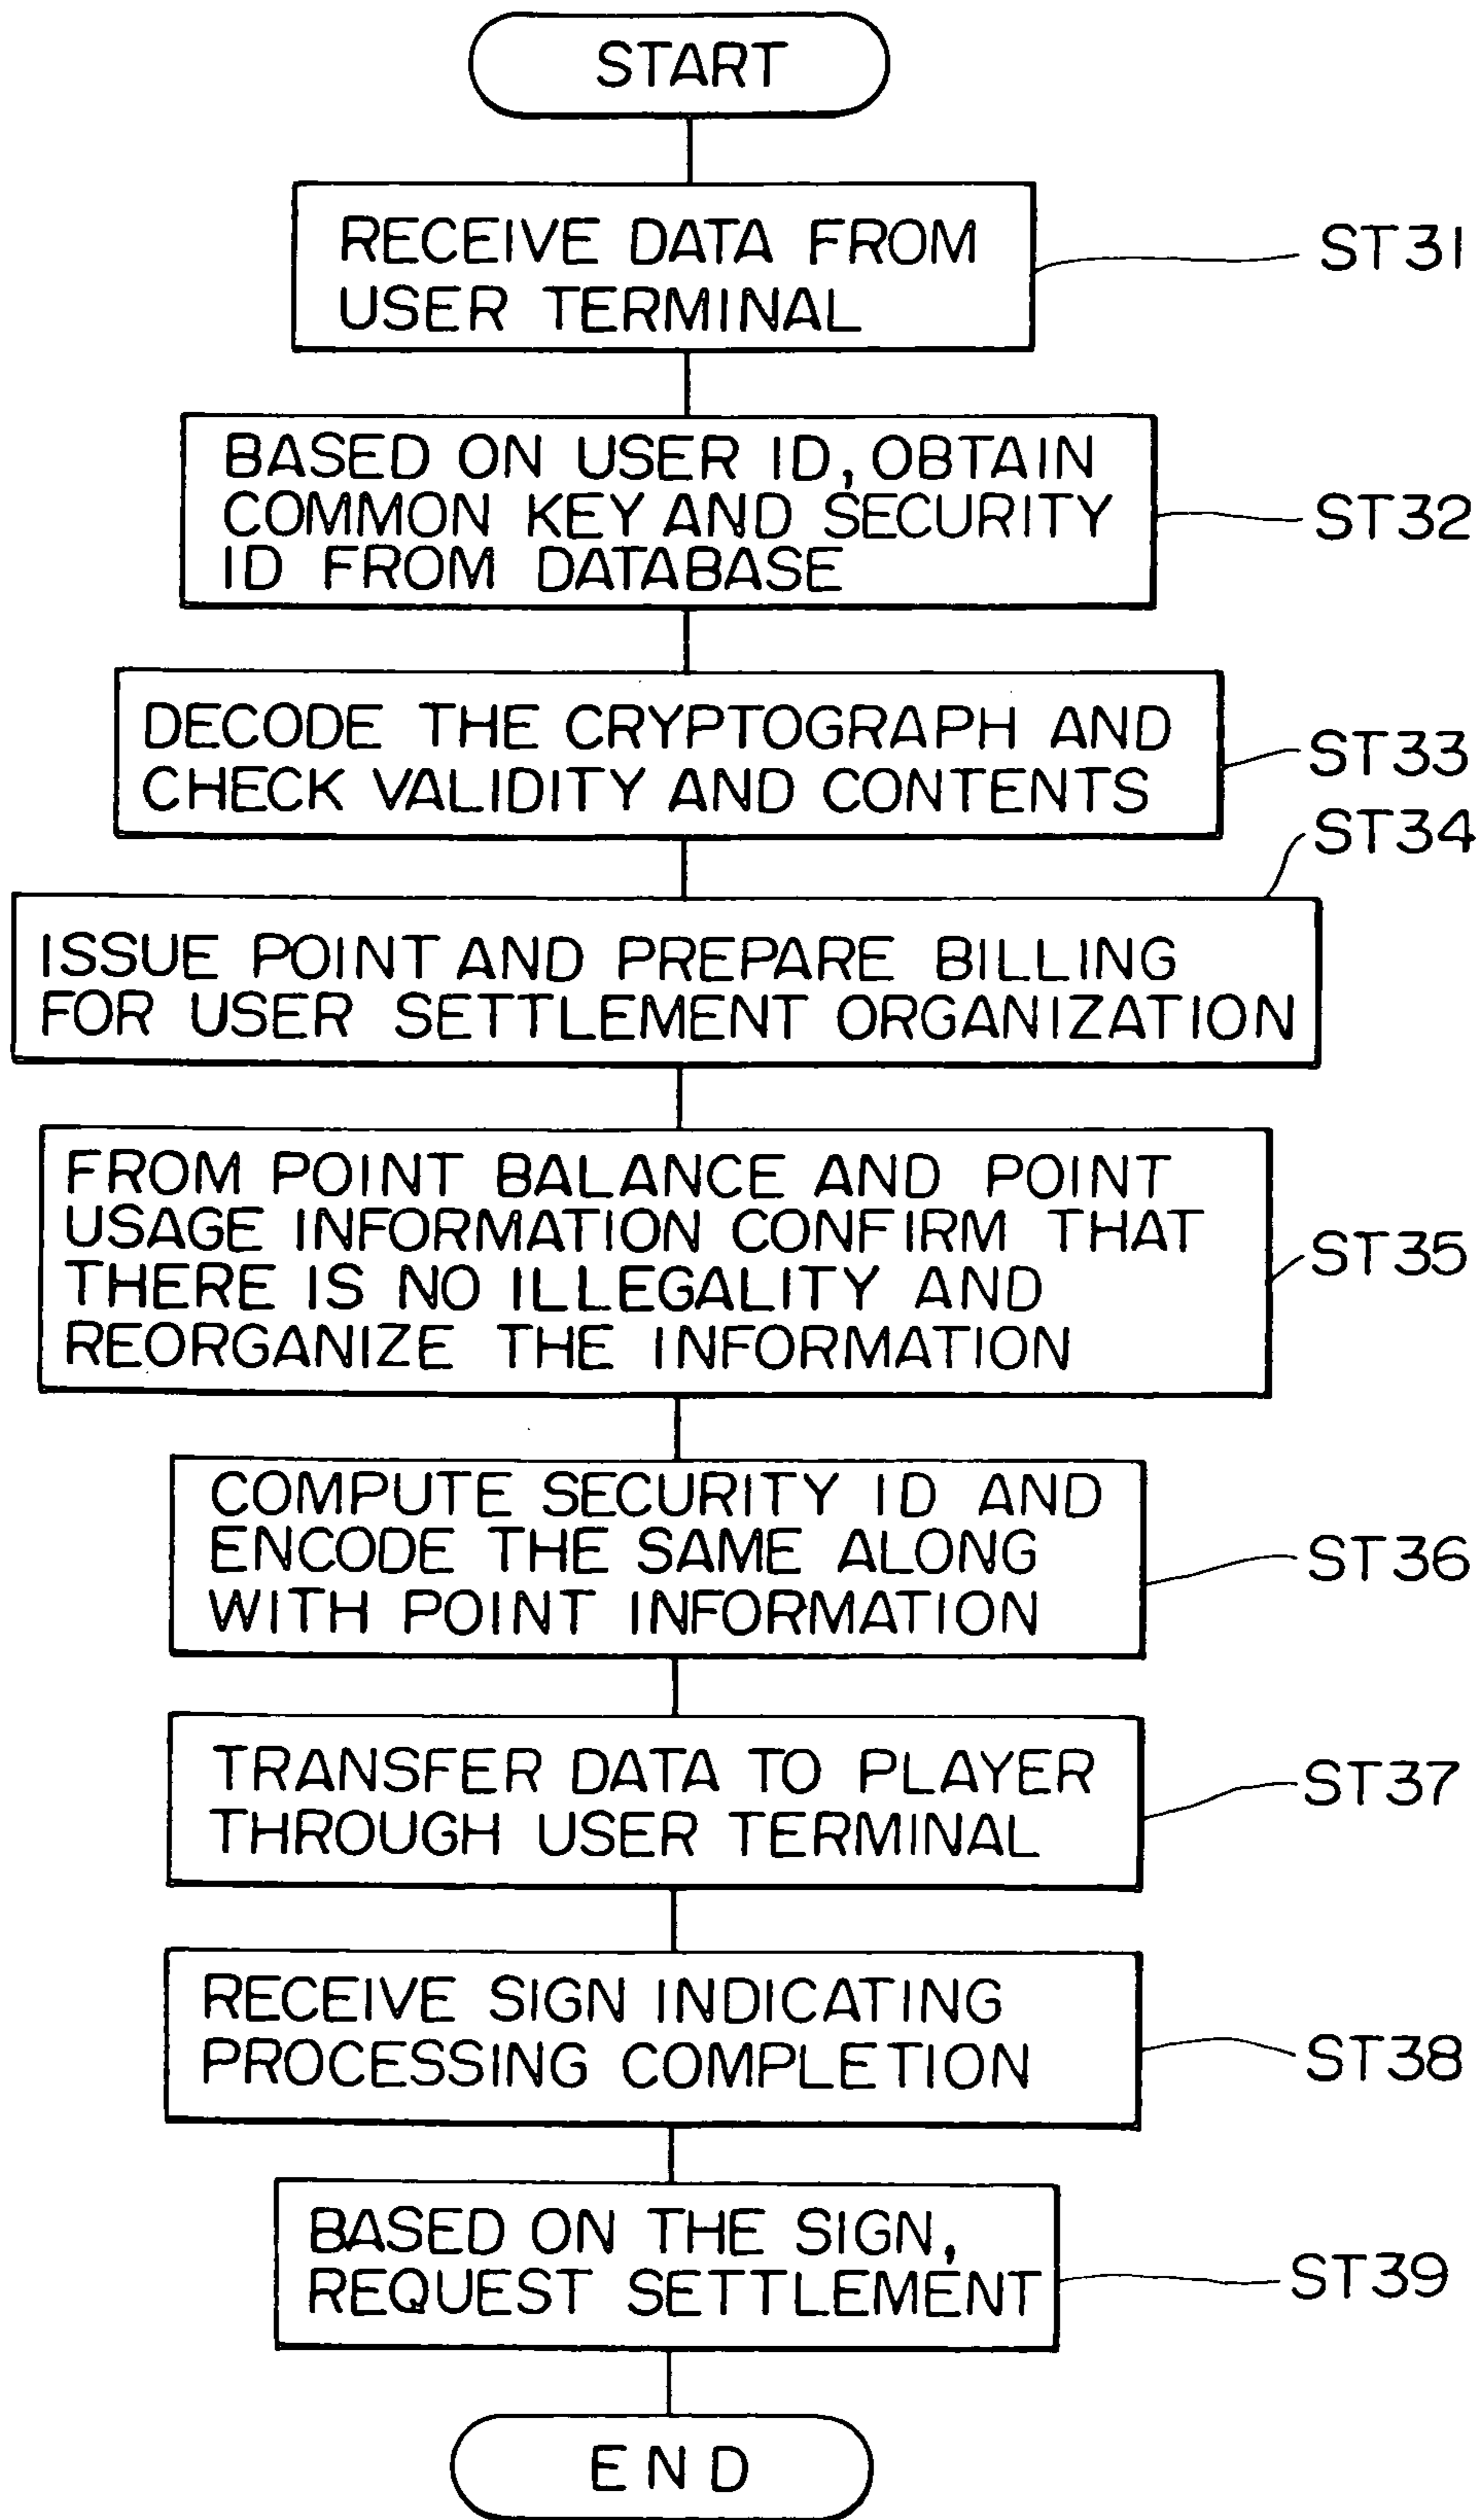 START
RECEIVE DATA FROM
USER TERMINAL
ST31
BASED ON USER ID, OBTAIN
COMMON KEY AND SECURITY
ID FROM DATABASE
ST32
DECODE THE CRYPTOGRAPH AND
CHECK VALIDITY AND CONTENTS
ST33
ST34
ISSUE POINT AND PREPARE BILLING
FOR USER SETTLEMENT ORGANIZATION
FROM POINT BALANCE AND POINT
USAGE INFORMATION CONFIRM THAT
THERE IS NO ILLEGALITY AND
REORGANIZE THE INFORMATION
ST35
COMPUTE SECURITY ID AND
ENCODE THE SAME ALONG
WITH POINT INFORMATION
ST36
TRANSFER DATA TO PLAYER
THROUGH USER TERMINAL
ST37
RECEIVE SIGN INDICATING
PROCESSING COMPLETION
ST38
BASED ON THE SIGN,
REQUEST SETTLEMENT
ST39
END